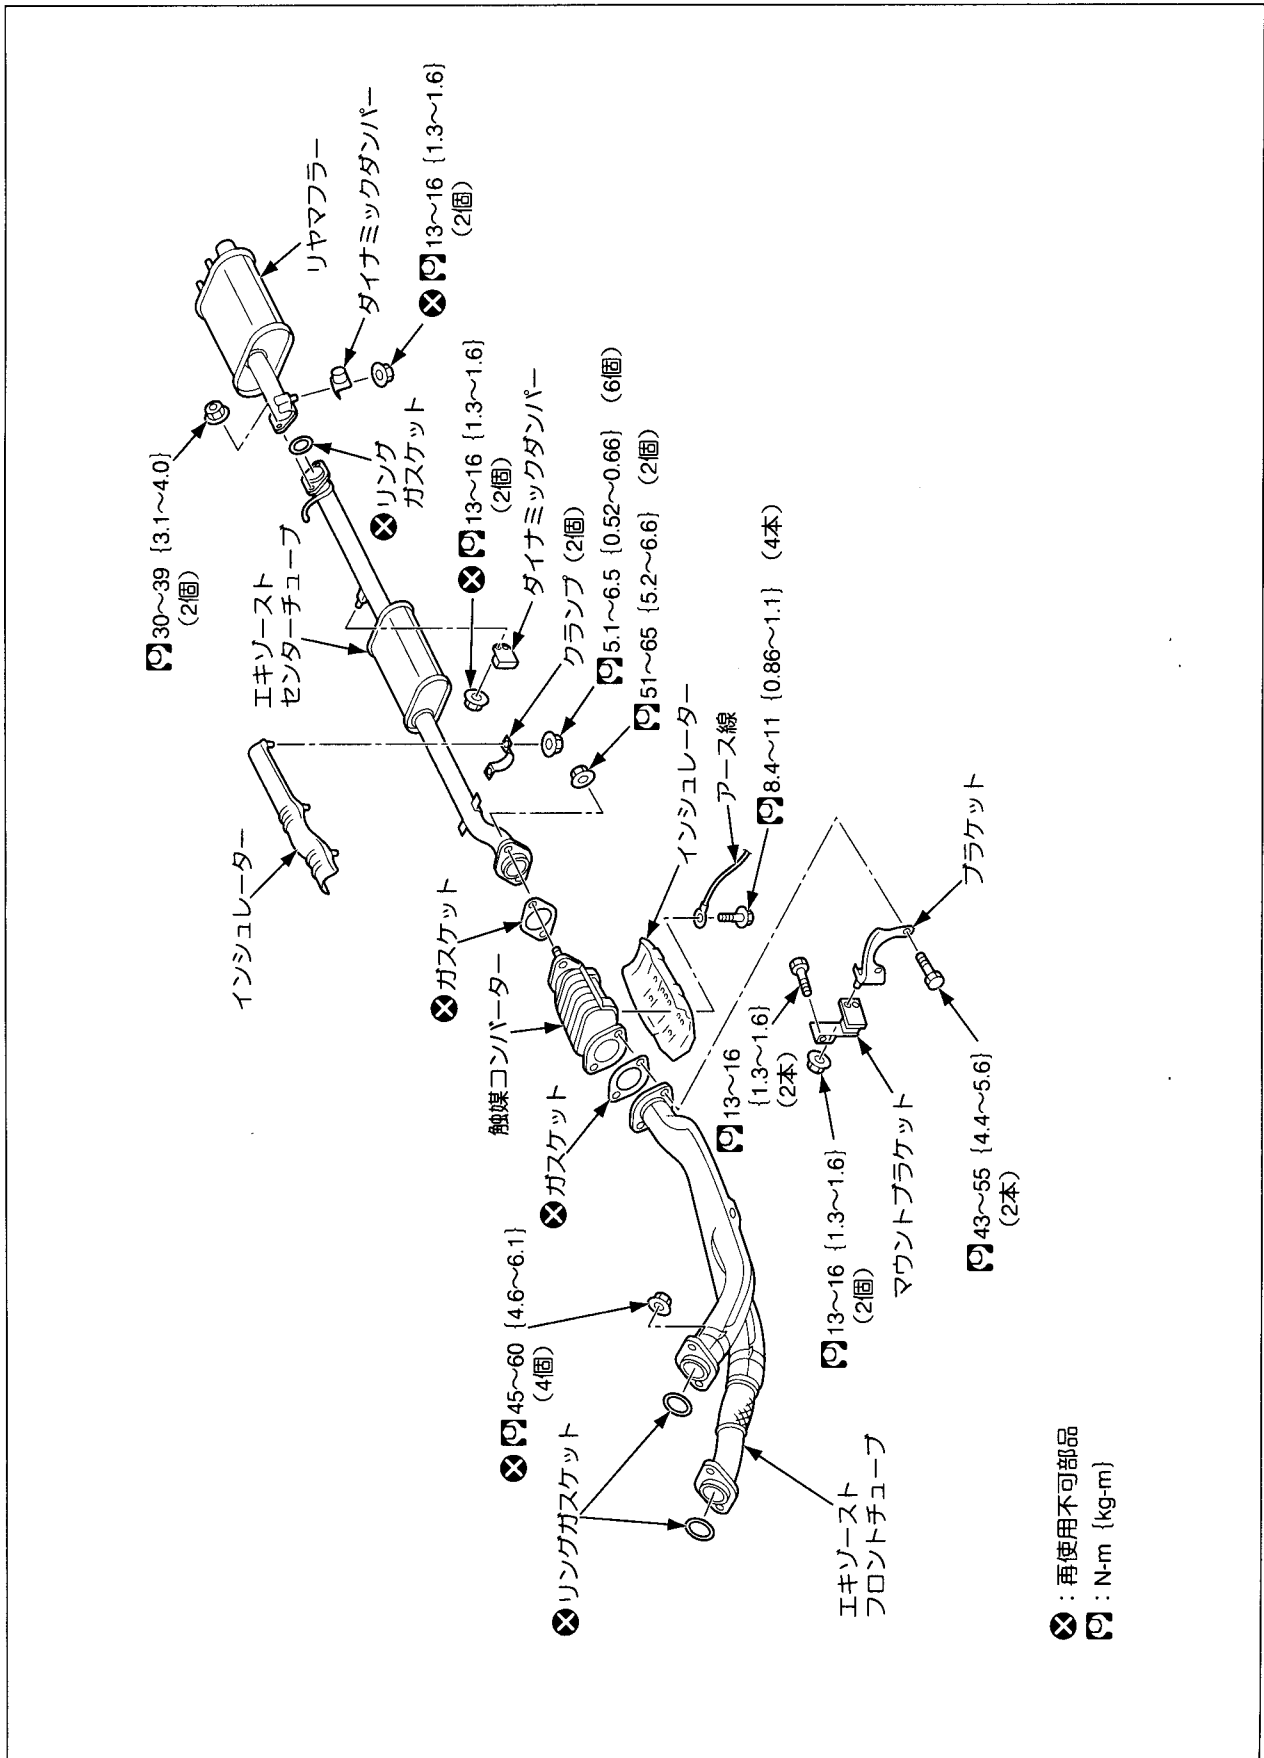 30~39 {3.1~4.0}
(2個)
リヤマフラー
ダイナミックダンパー
13~16 {1.3~1.6}
(2個)
エキゾースト
センターチューブ
リング
ガスケット
13~16 {1.3~1.6}
(2個)
ダイナミックダンパー
クランプ (2個)
5.1~6.5 {0.52~0.66} (6個)
51~65 {5.2~6.6} (2個)
インシュレーター
ガスケット
インシュレーター
アース線
8.4~11 {0.86~1.1} (4本)
触媒コンバーター
ガスケット
13~16
{1.3~1.6}
(2本)
ブラケット
45~60 {4.6~6.1}
(4個)
13~16 {1.3~1.6}
(2個)
マウントブラケット
43~55 {4.4~5.6}
(2本)
リングガスケット
エキゾースト
フロントチューブ
: 再使用不可部品
: N-m {kg-m}